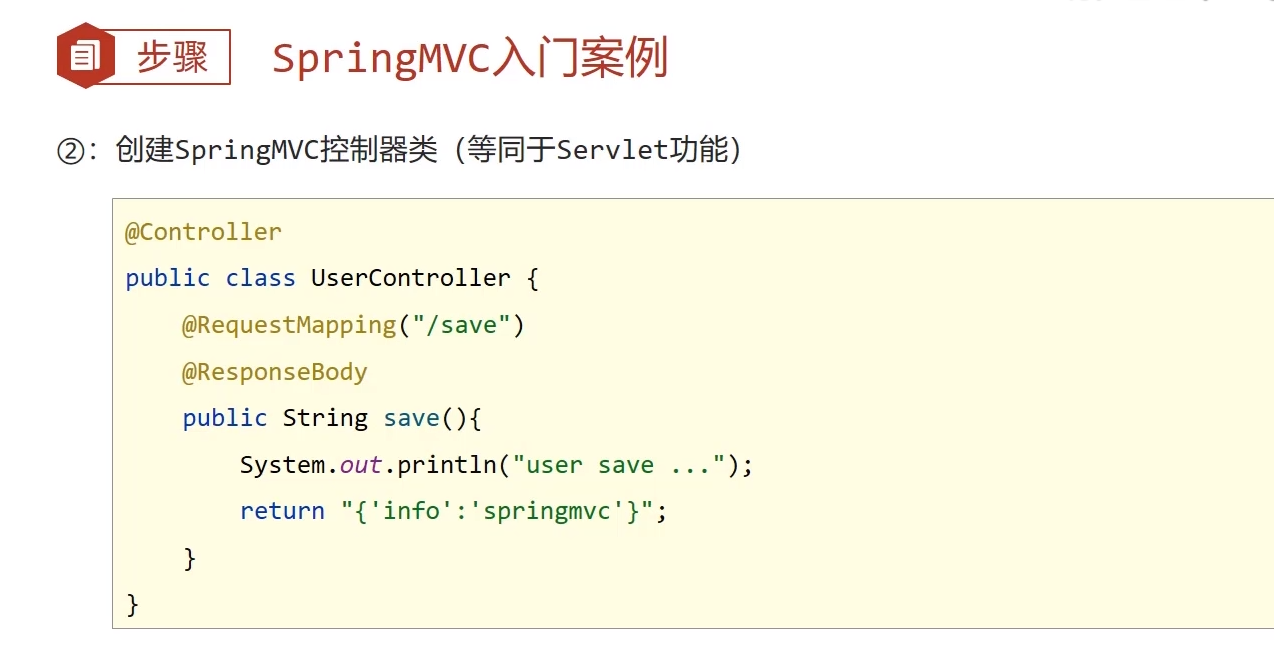 步骤
SpringMVC入门案例
②：创建SpringMVC控制器类（等同于Servlet功能）
@Controller
public class UserController {
    @RequestMapping("/save")
    @ResponseBody
    public String save(){
        System.out.println("user save ...");
        return "{'info':'springmvc'}";
    }
}